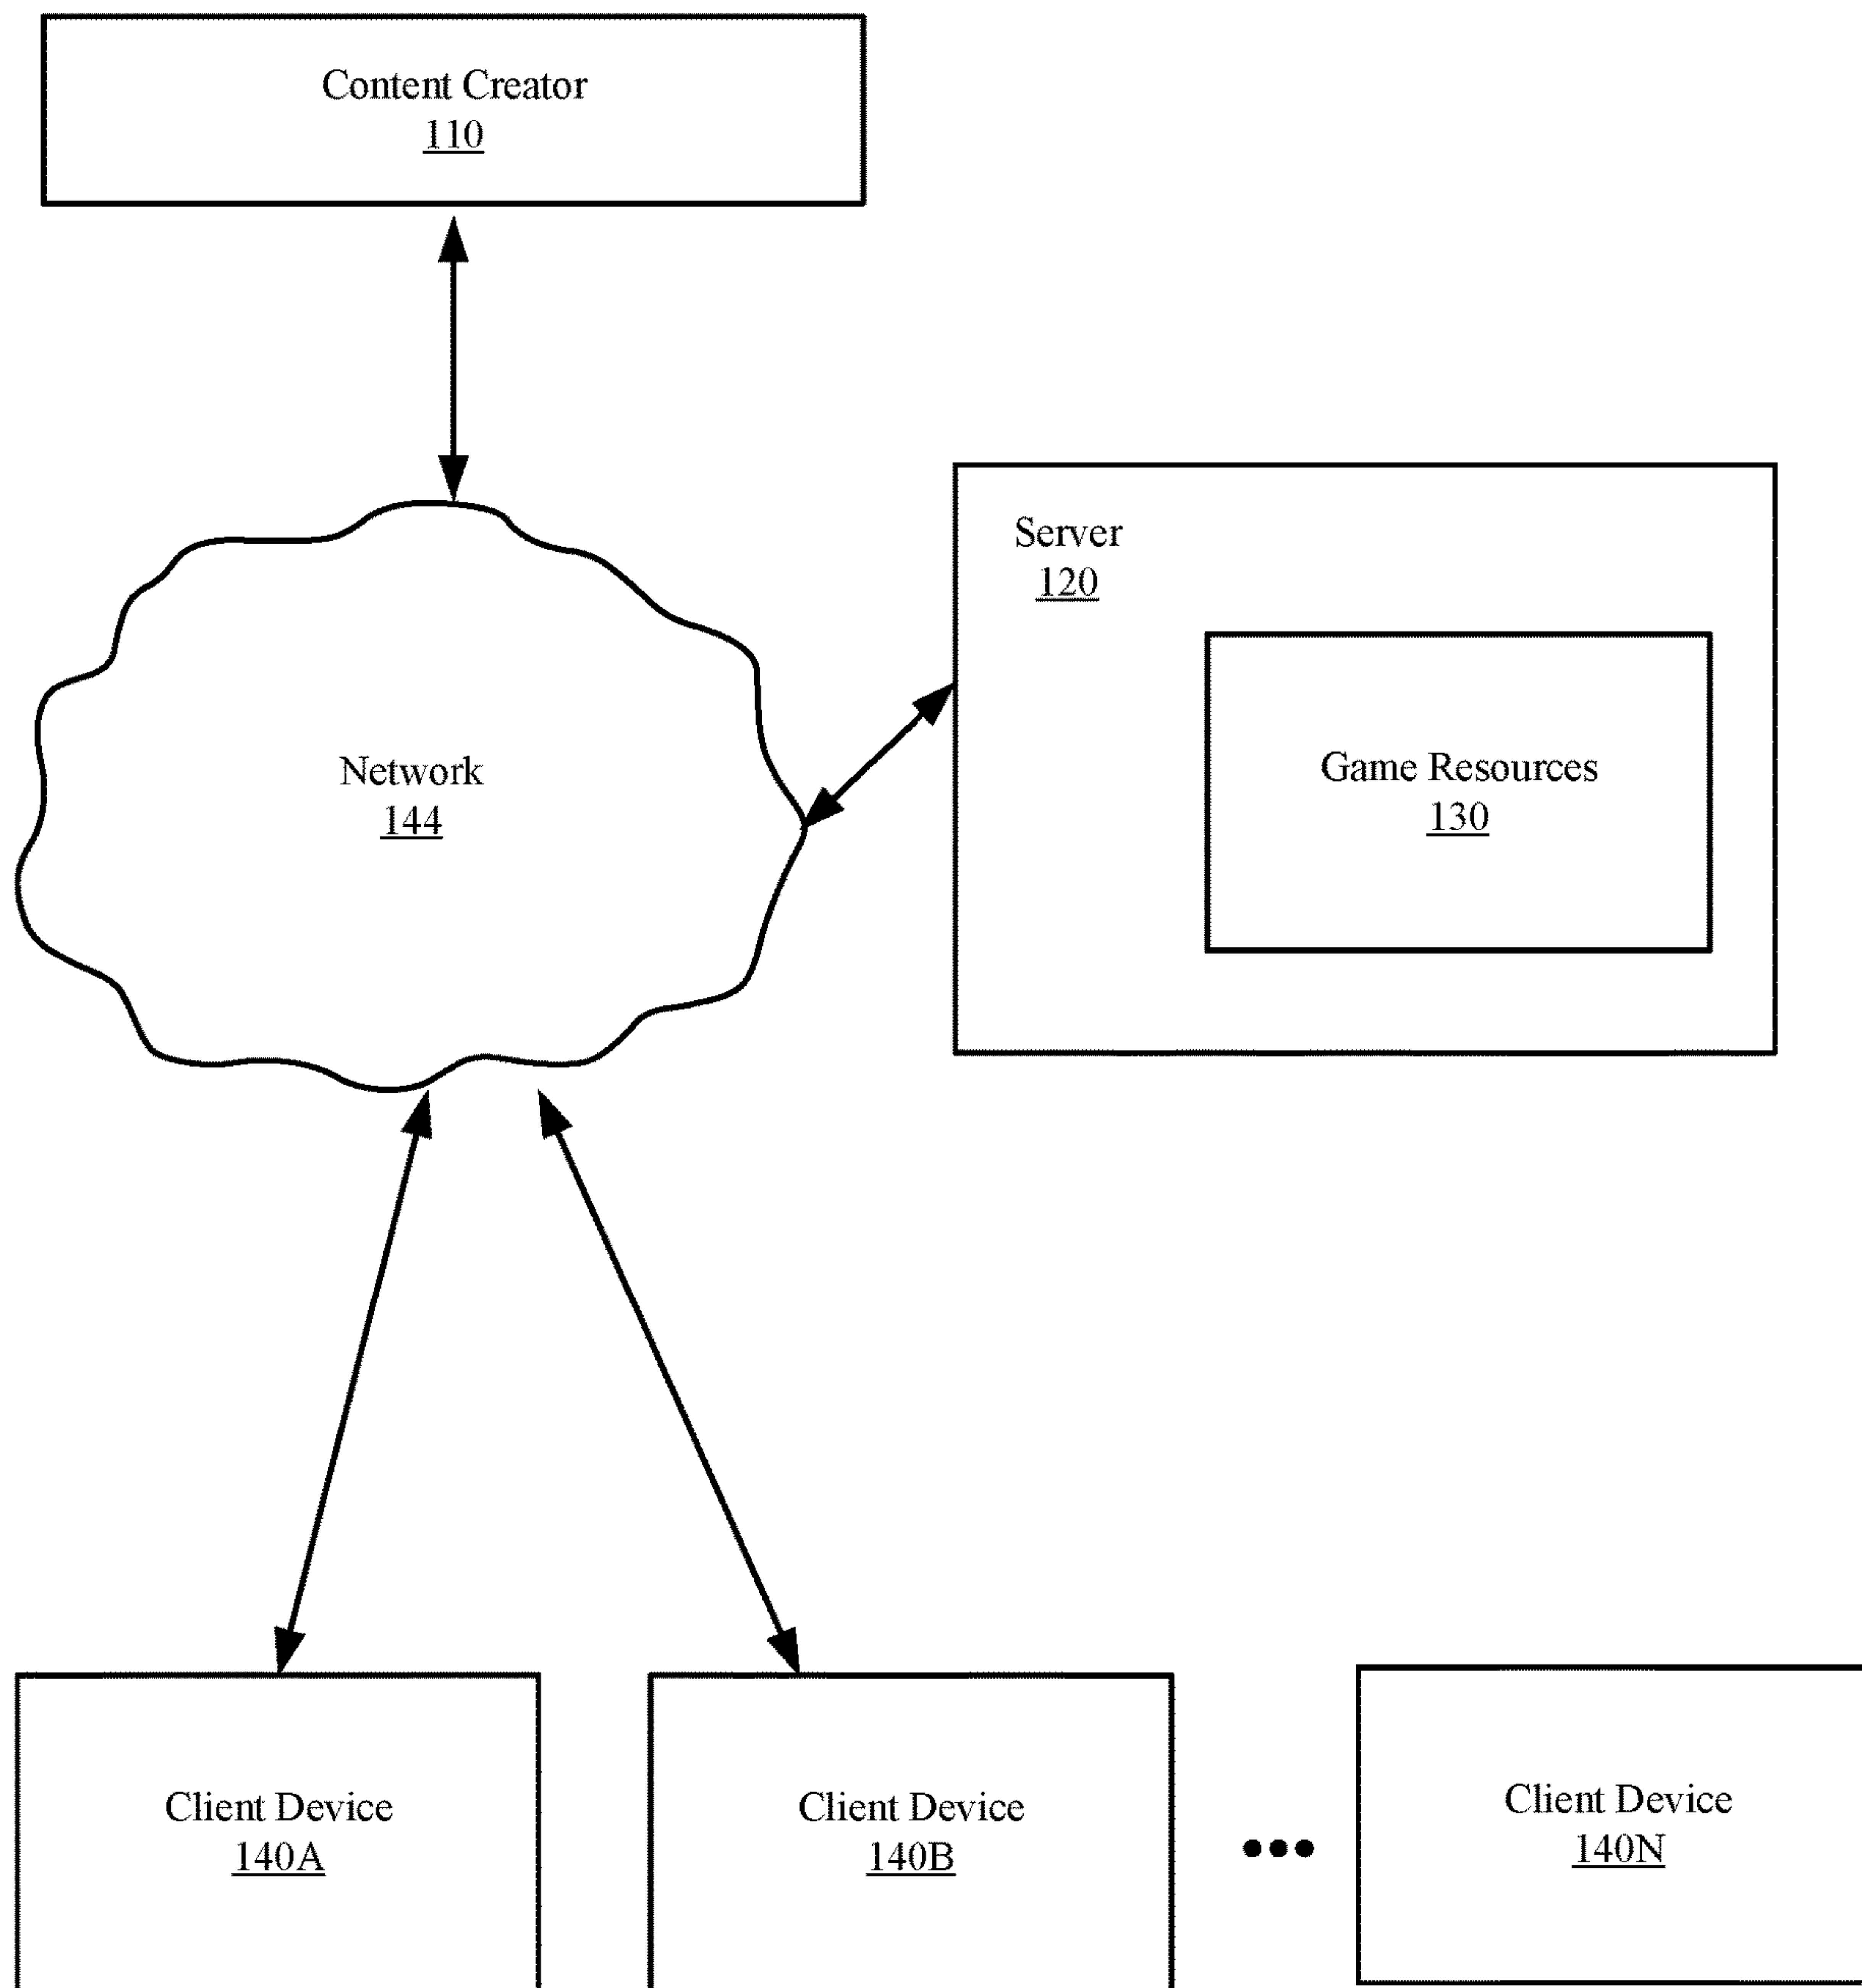 Content Creator
110
Server
120
Network
144
Game Resources
130
Client Device
140A
Client Device
140B
Client Device
140N